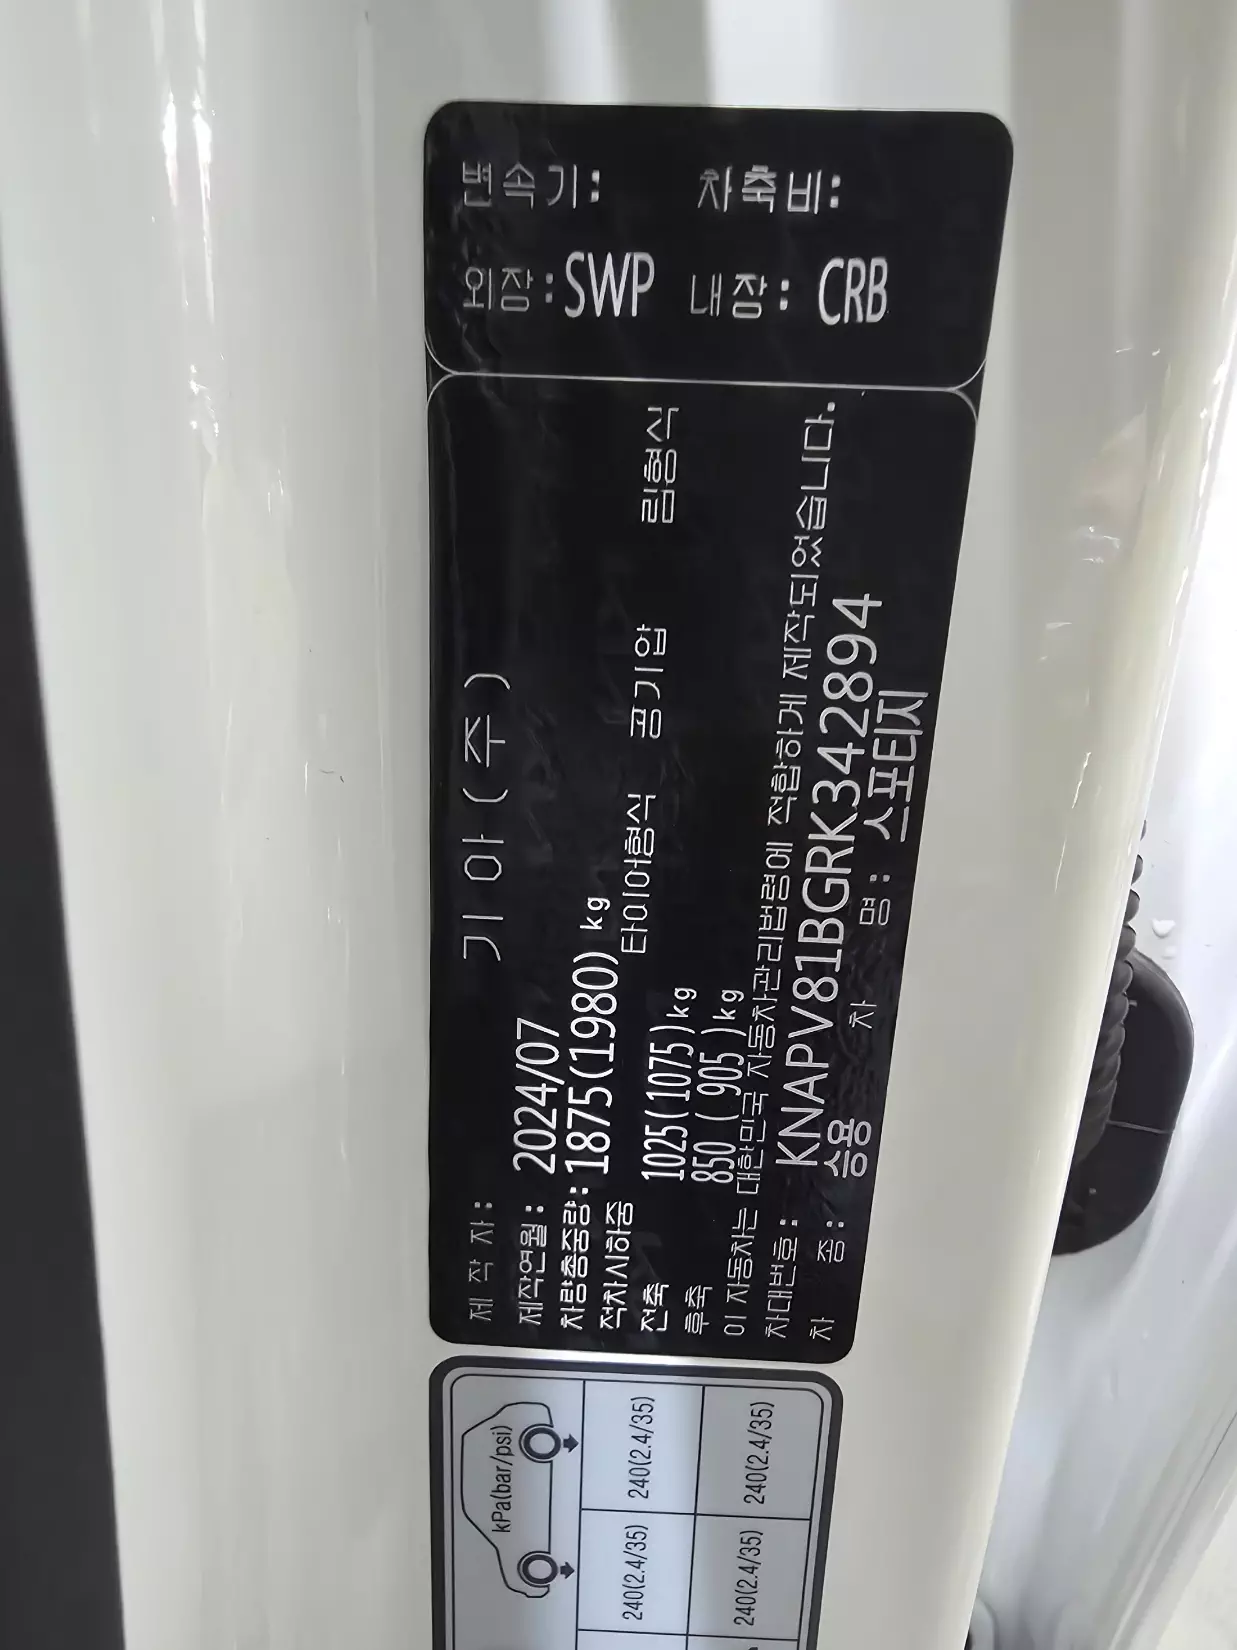 변속기: 차축비:
외장:SWP 내장: CRB
제 작 자: 기 아 ( 주 )
제작연월: 2024/07
차량총중량: 1875(1980) kg
적차시하중 타이어형식 공기압 림형식
전축 1025(1075)kg
후축 850 ( 905 )kg
이 자동차는 대한민국 자동차관리법령에 적합하게 제작되었습니다.
차대번호: KNAPV81BGRK342894
차 종: 승용 차 명: 스포티지
kPa(bar/psi)
240(2.4/35) 240(2.4/35)
240(2.4/35) 240(2.4/35)